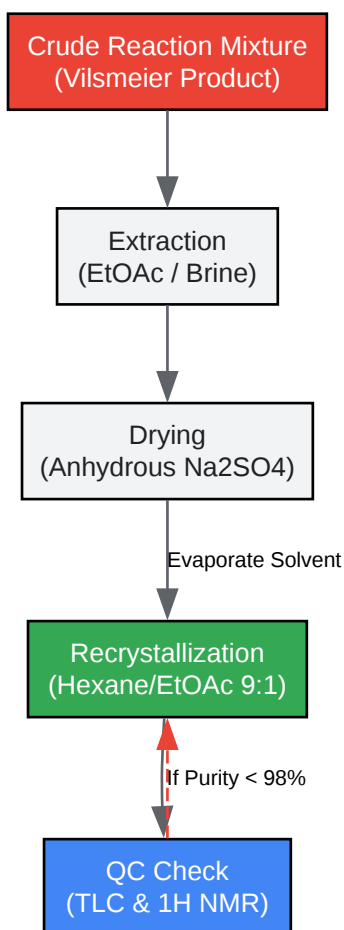 Crude Reaction Mixture
(Vilsmeier Product)
Extraction
(EtOAc / Brine)
Drying
(Anhydrous Na2SO4)
Evaporate Solvent
Recrystallization
(Hexane/EtOAc 9:1)
If Purity < 98%
QC Check
(TLC & 1H NMR)